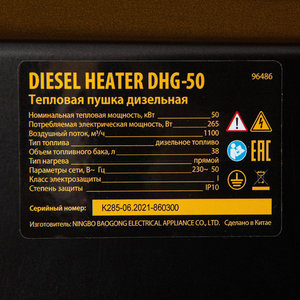 DIESEL HEATER DHG-50
96486
Тепловая пушка дизельная
Номинальная тепловая мощность, кВт 50
Потребляемая электрическая мощность, Вт 265
Воздушный поток, м³/ч 1100
Тип топлива дизельное топливо
Объем топливного бака, л 38
Тип нагрева прямой
Параметры сети, В~ Гц 230~ 50
Класс электрозащиты I
Степень защиты IP10
EAC
Серийный номер: K285-06.2021-860300
Изготовитель: NINGBO BAOGONG ELECTRICAL APPLIANCE CO., LTD. Сделано в Китае